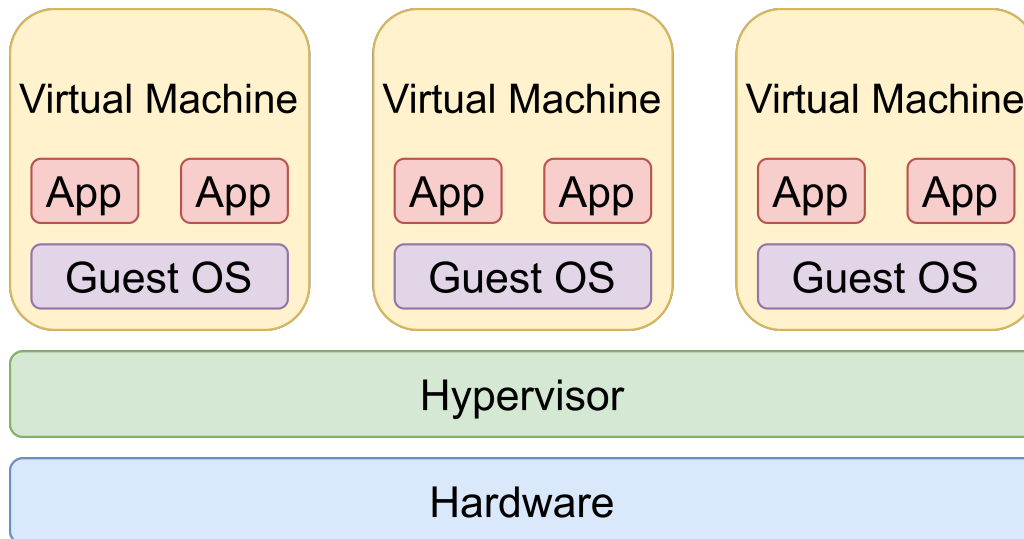 Virtual Machine Virtual Machine Virtual Machine
App App App App App App
Guest OS Guest OS Guest OS
Hypervisor
Hardware